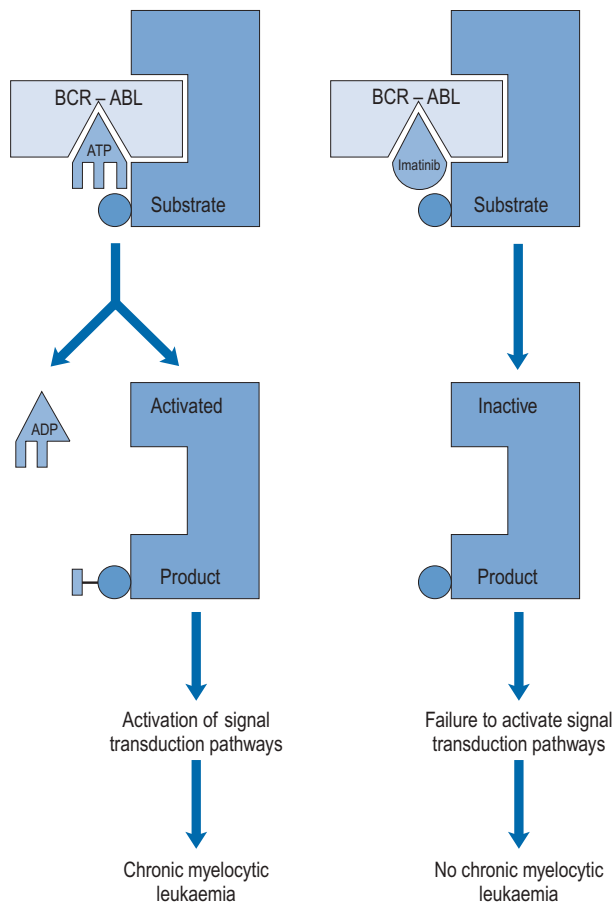 BCR – ABL
ATP
Substrate
ADP
Activated
Product
Activation of signal
transduction pathways
Chronic myelocytic
leukaemia
BCR – ABL
Imatinib
Substrate
Inactive
Product
Failure to activate signal
transduction pathways
No chronic myelocytic
leukaemia